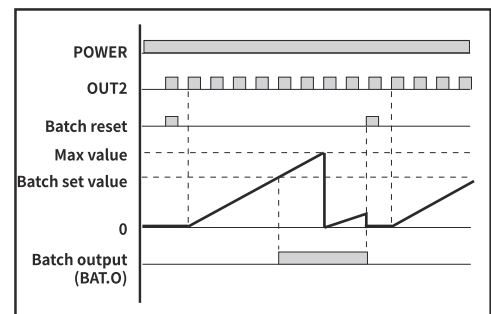 POWER
OUT2
Batch reset
Max value
Batch set value
0
Batch output
(BAT.O)